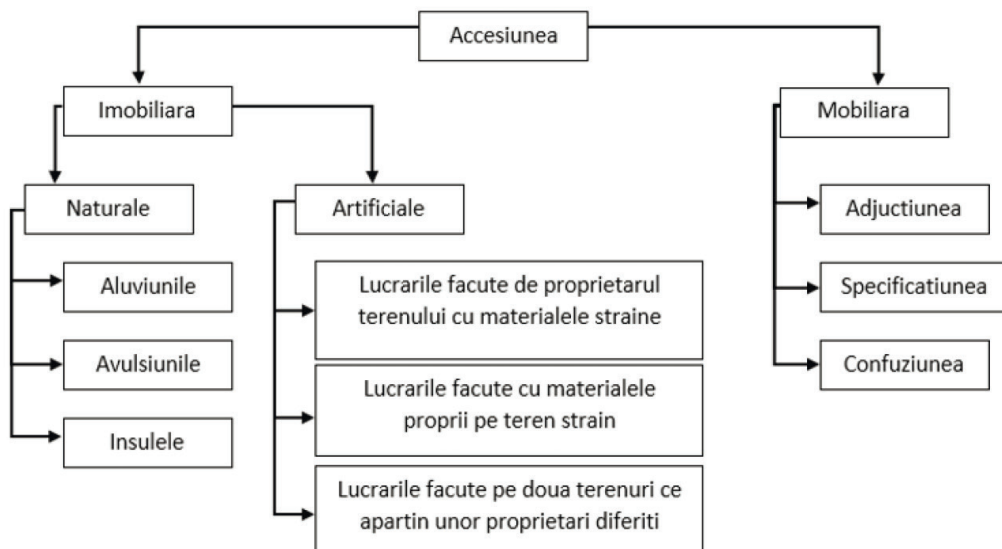 Accesiunea
Imobiliara
Mobiliara
Naturale
Artificiale
Adjuctiunea
Aluviunile
Lucrarile facute de proprietarul
terenului cu materialele straine
Specificatiunea
Avulsiunile
Lucrarile facute cu materialele
proprii pe teren strain
Confuziunea
Insulele
Lucrarile facute pe doua terenuri ce
apartin unor proprietari diferiti